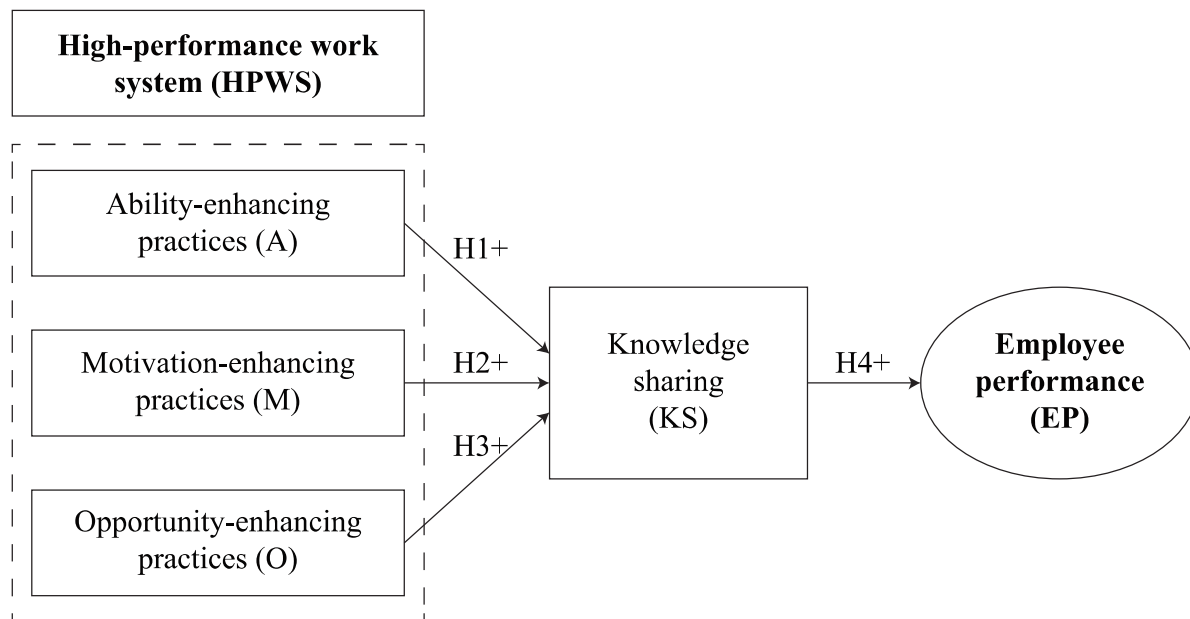 High-performance work
system (HPWS)
Ability-enhancing
practices (A)
H1+
Motivation-enhancing
practices (M)
H2+
Knowledge
sharing
(KS)
H4+
Employee
performance
(EP)
H3+
Opportunity-enhancing
practices (O)